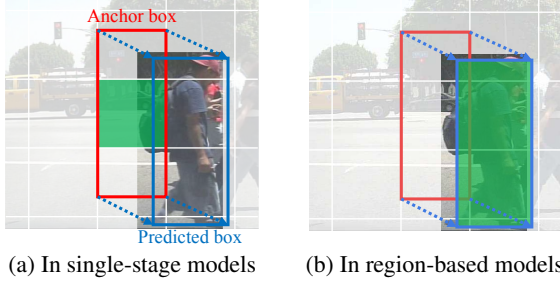 Anchor box
Predicted box
(a) In single-stage models
(b) In region-based models